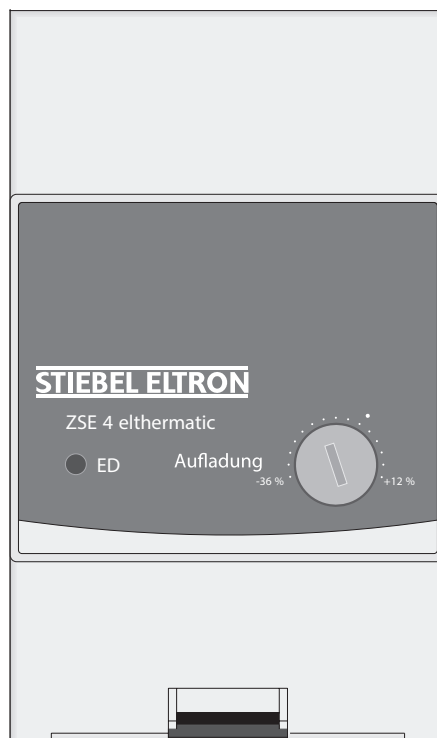 STIEBEL ELTRON
ZSE 4 elthermatic
ED
Aufladung
-36 %
+12 %